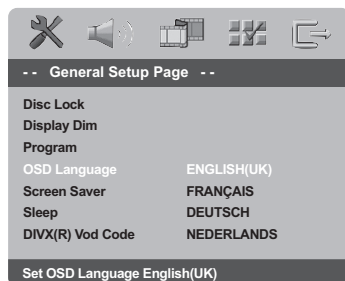 -- General Setup Page --
Disc Lock
Display Dim
Program
OSD Language ENGLISH(UK)
Screen Saver FRANÇAIS
Sleep DEUTSCH
DIVX(R) Vod Code NEDERLANDS
Set OSD Language English(UK)